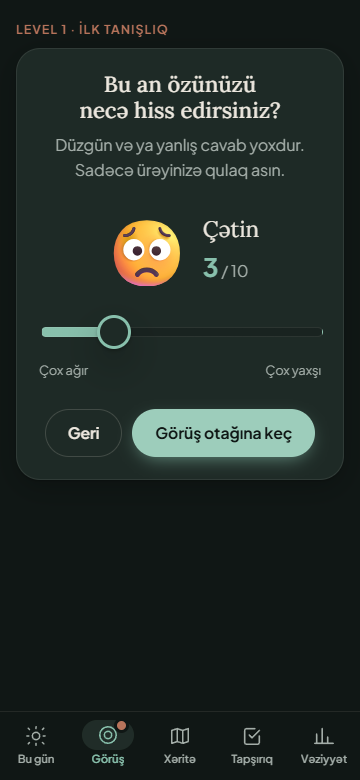 LEVEL 1 · İLK TANIŞLIQ
Bu an özünüzü
necə hiss edirsiniz?
Düzgün və ya yanlış cavab yoxdur.
Sadəcə ürəyinizə qulaq asın.
Çətin
3 / 10
Çox ağır
Çox yaxşı
Geri
Görüş otağına keç
Bu gün
Görüş
Xəritə
Tapşırıq
Vəziyyət